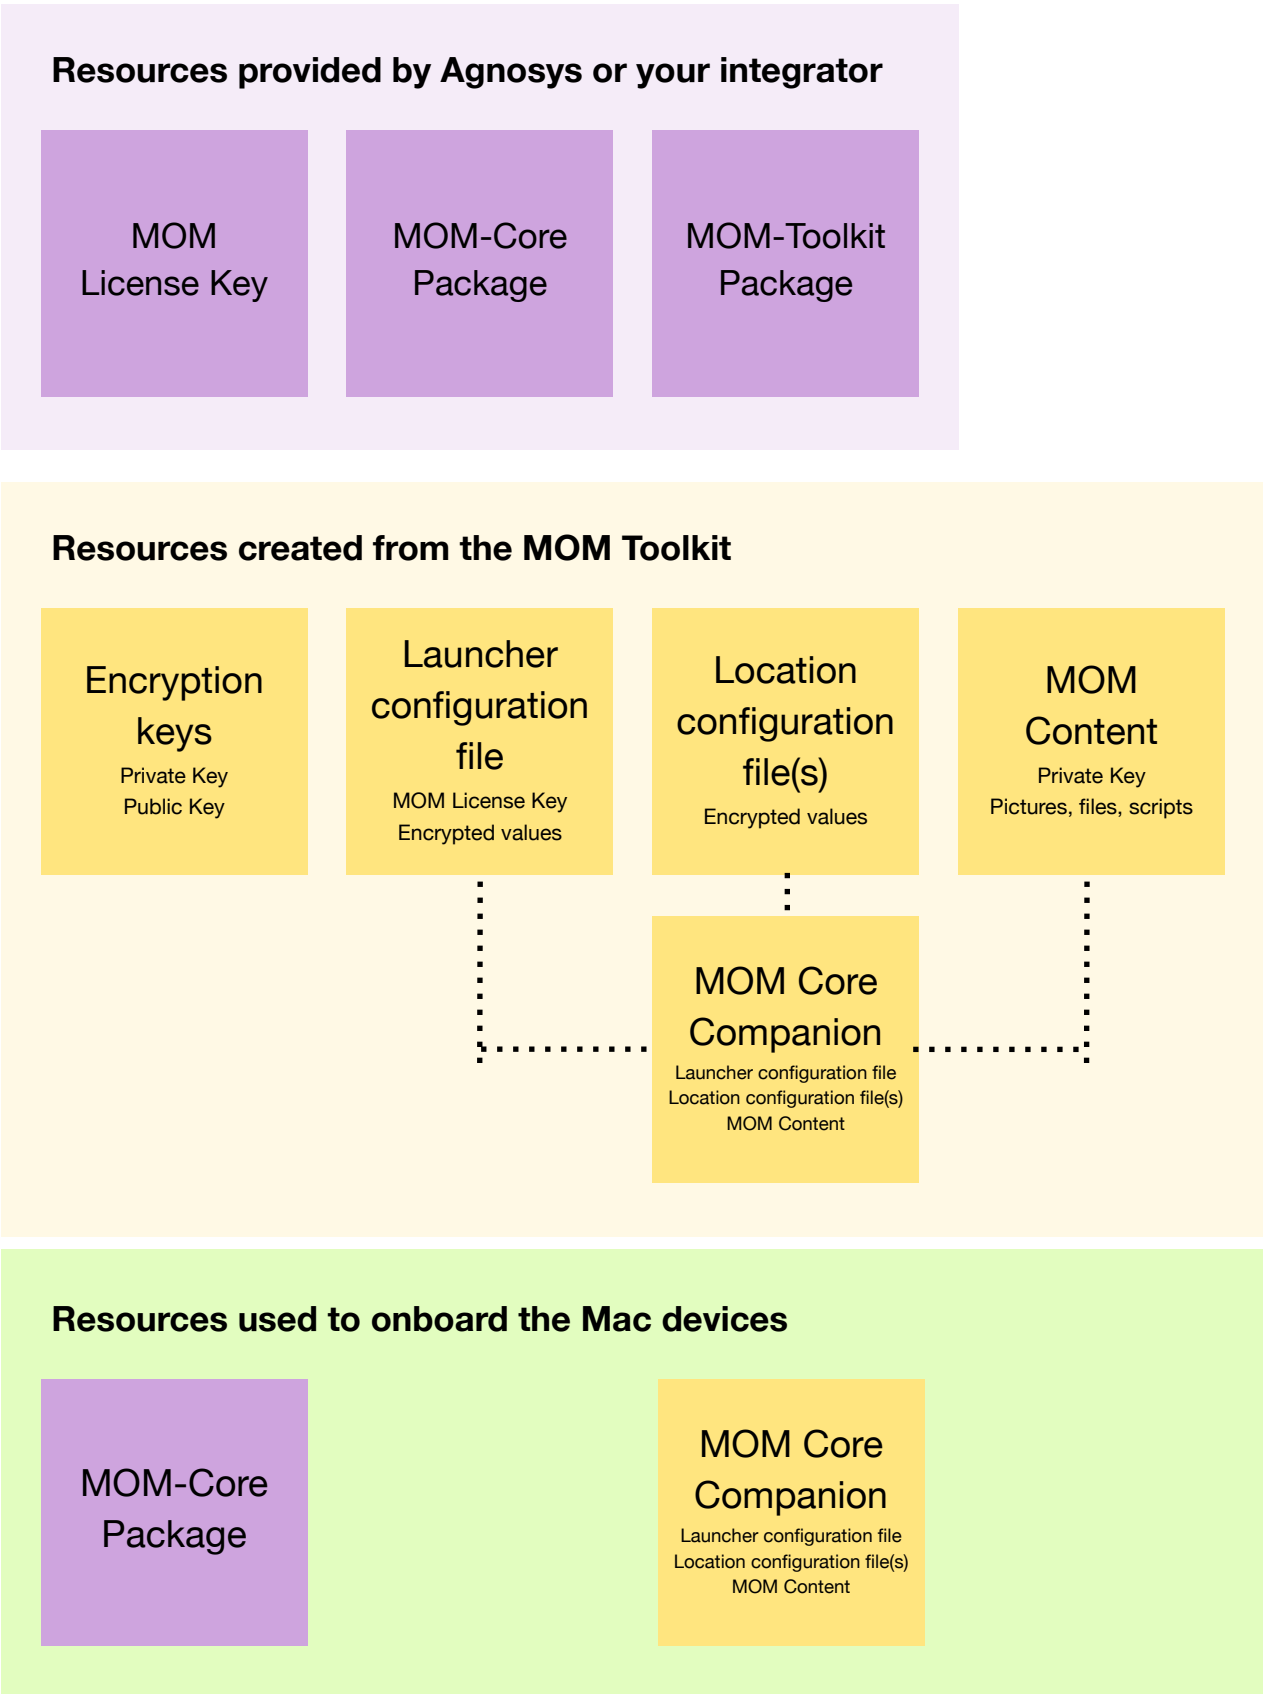 Resources provided by Agnosys or your integrator
MOM
License Key
MOM-Core
Package
MOM-Toolkit
Package
Resources created from the MOM Toolkit
Encryption
keys
Private Key
Public Key
Launcher
configuration
file
MOM License Key
Encrypted values
Location
configuration
file(s)
Encrypted values
MOM
Content
Private Key
Pictures, files, scripts
MOM Core
Companion
Launcher configuration file
Location configuration file(s)
MOM Content
Resources used to onboard the Mac devices
MOM-Core
Package
MOM Core
Companion
Launcher configuration file
Location configuration file(s)
MOM Content